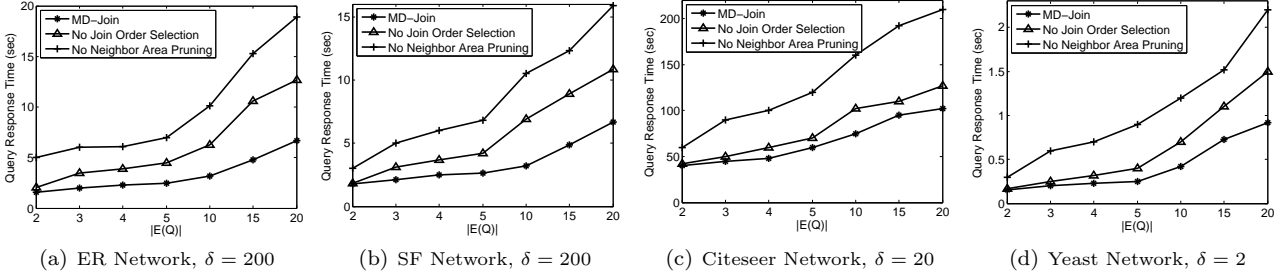 20
15
10
5
0
Query Response Time (sec)
MD−Join
No Join Order Selection
No Neighbor Area Pruning
2 3 4 5 10 15 20
|E(Q)|
(a) ER Network, δ = 200
15
10
5
0
Query Response Time (sec)
MD−Join
No Join Order Selection
No Neighbor Area Pruning
2 3 4 5 10 15 20
|E(Q)|
(b) SF Network, δ = 200
200
150
100
50
0
Query Response Time (sec)
MD−Join
No Join Order Selection
No Neighbor Area Pruning
2 3 4 5 10 15 20
|E(Q)|
(c) Citeseer Network, δ = 20
2
1.5
1
0.5
0
Query Response Time (sec)
MD−Join
No Join Order Selection
No Neighbor Area Pruning
2 3 4 5 10 15 20
|E(Q)|
(d) Yeast Network, δ = 2